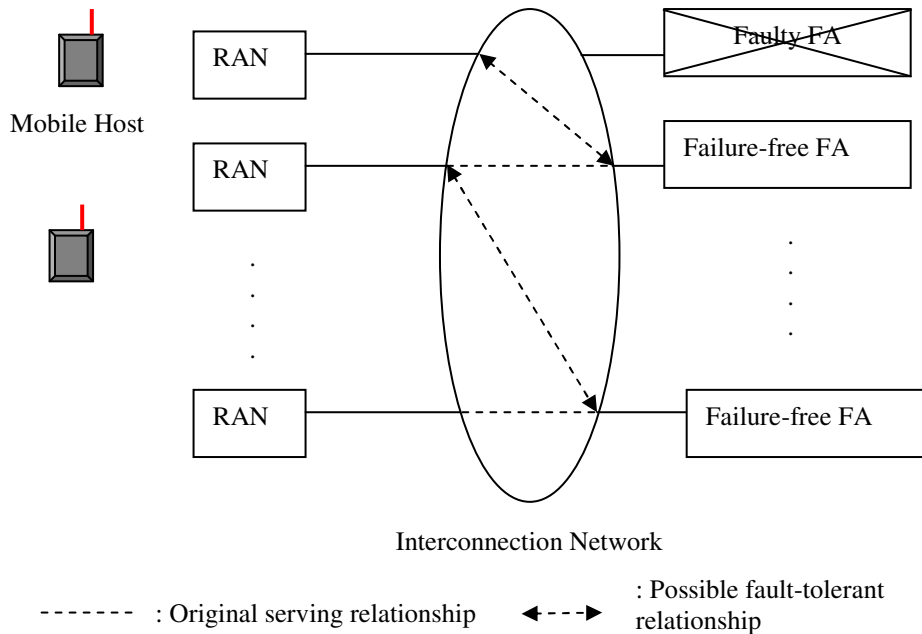 RAN
Faulty FA
Mobile Host
RAN
Failure-free FA
RAN
Failure-free FA
Interconnection Network
: Original serving relationship
: Possible fault-tolerant
relationship